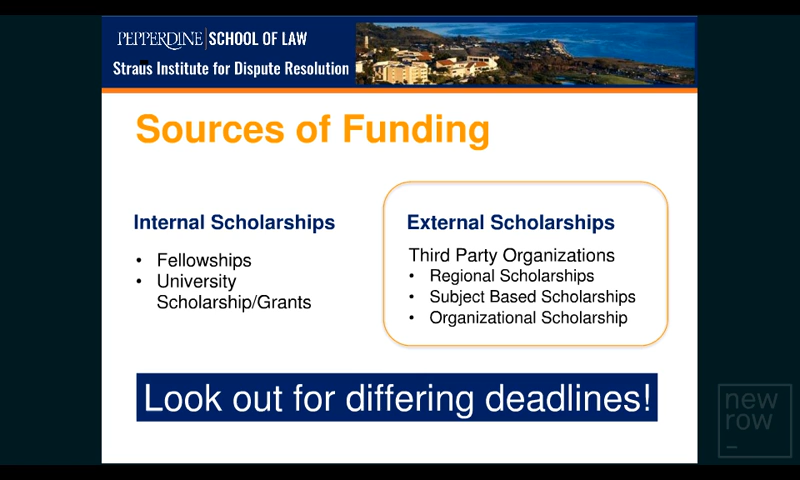 PEPPERDINE | SCHOOL OF LAW
Straus Institute for Dispute Resolution
Sources of Funding
Internal Scholarships
• Fellowships
• University
Scholarship/Grants
External Scholarships
Third Party Organizations
• Regional Scholarships
• Subject Based Scholarships
• Organizational Scholarship
Look out for differing deadlines!
new
row